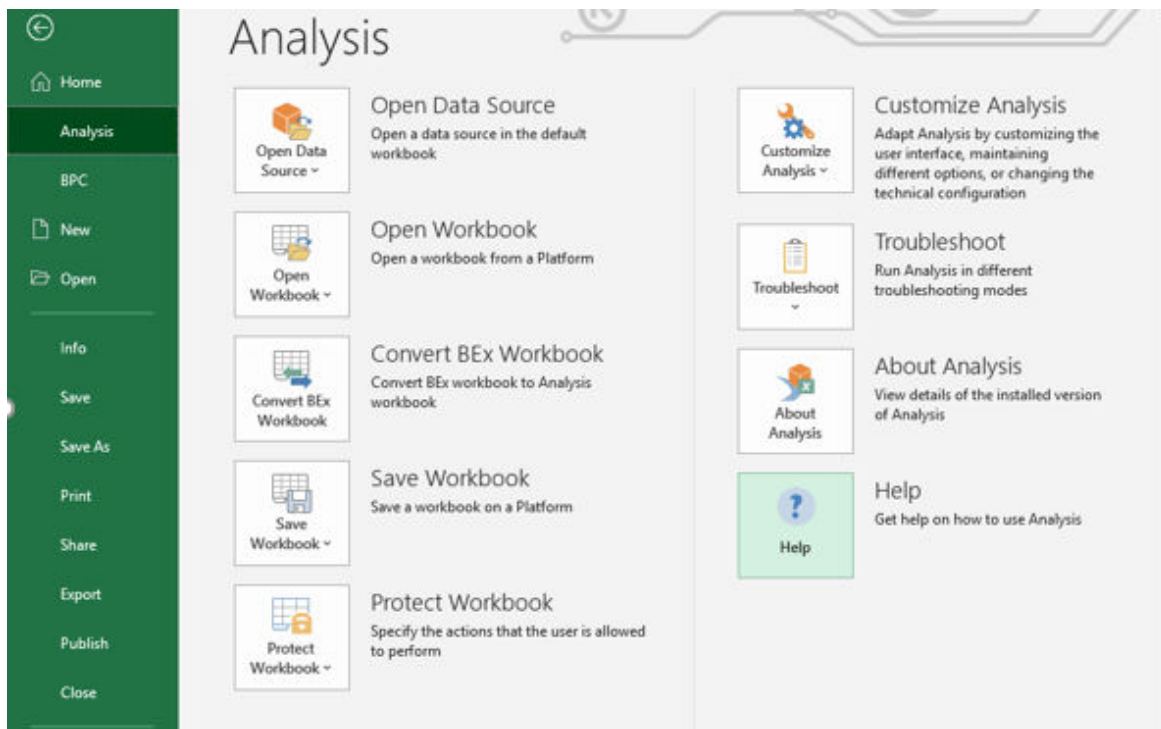 Analysis
Home
Analysis
BPC
New
Open
Info
Save
Save As
Print
Share
Export
Publish
Close
Open Data
Source
Open Data Source
Open a data source in the default
workbook
Open
Workbook
Open Workbook
Open a workbook from a Platform
Convert BEx
Workbook
Convert BEx Workbook
Convert BEx workbook to Analysis
workbook
Save
Workbook
Save Workbook
Save a workbook on a Platform
Protect
Workbook
Protect Workbook
Specify the actions that the user is allowed
to perform
Customize
Analysis
Customize Analysis
Adapt Analysis by customizing the
user interface, maintaining
different options, or changing the
technical configuration
Troubleshoot
Troubleshoot
Run Analysis in different
troubleshooting modes
About
Analysis
About Analysis
View details of the installed version
of Analysis
?
Help
Help
Get help on how to use Analysis